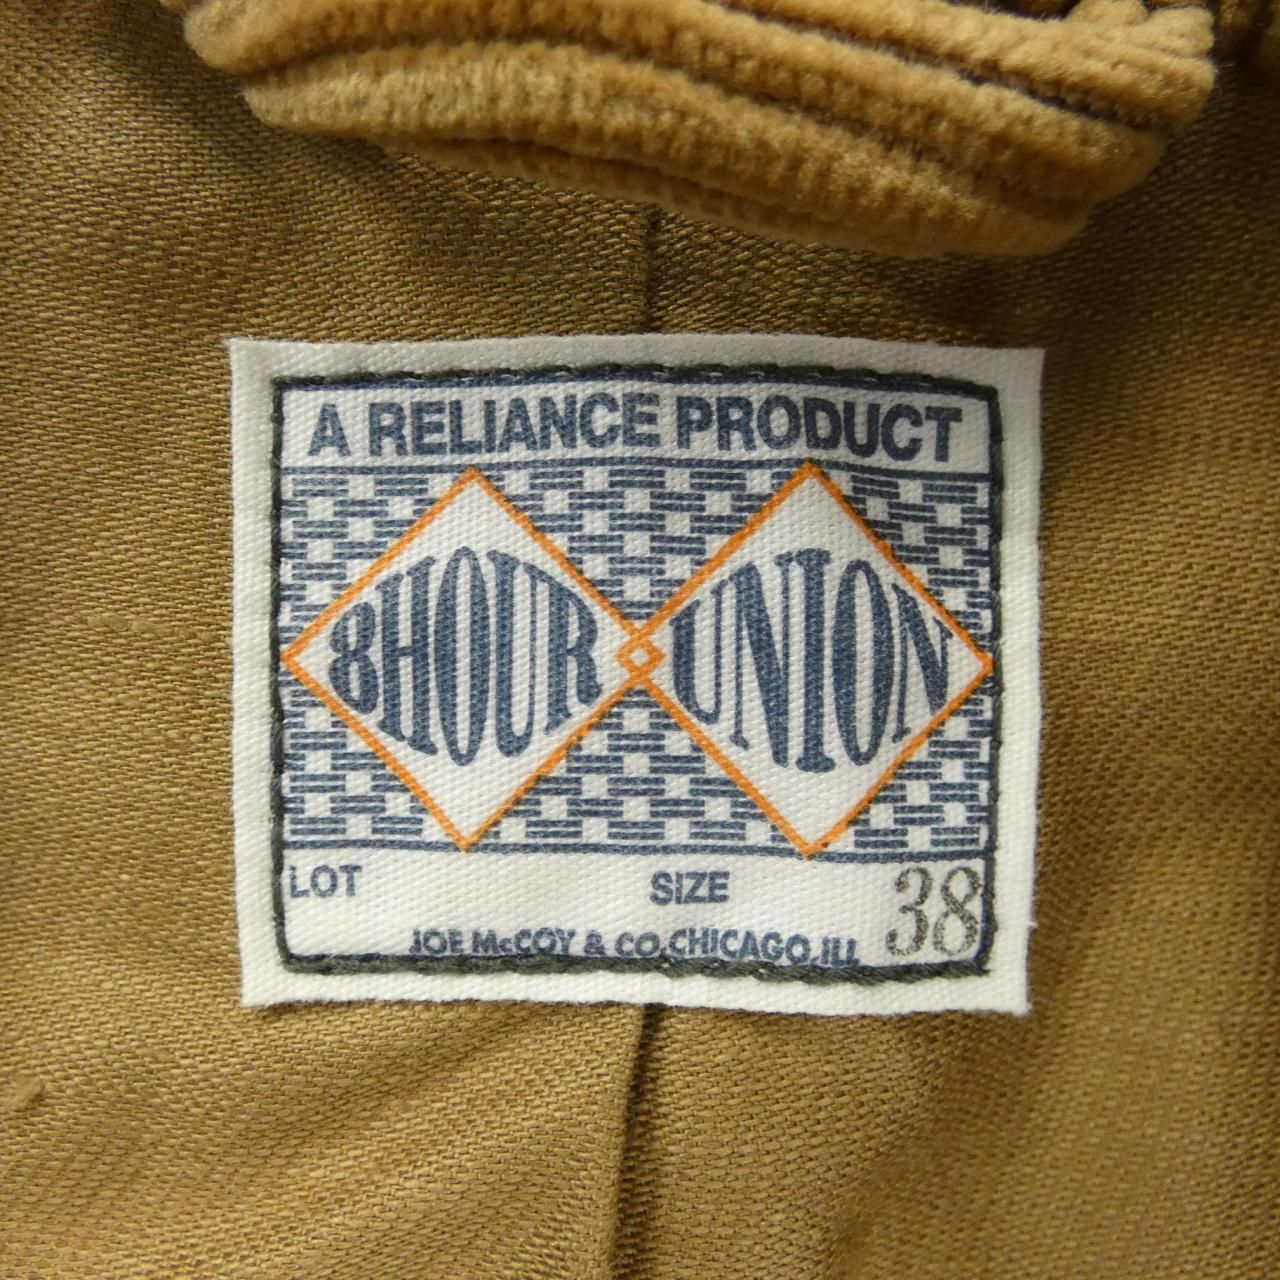 A RELIANCE PRODUCT
8HOUR UNION
LOT SIZE 38
JOE McCOY & CO.CHICAGO,ILL